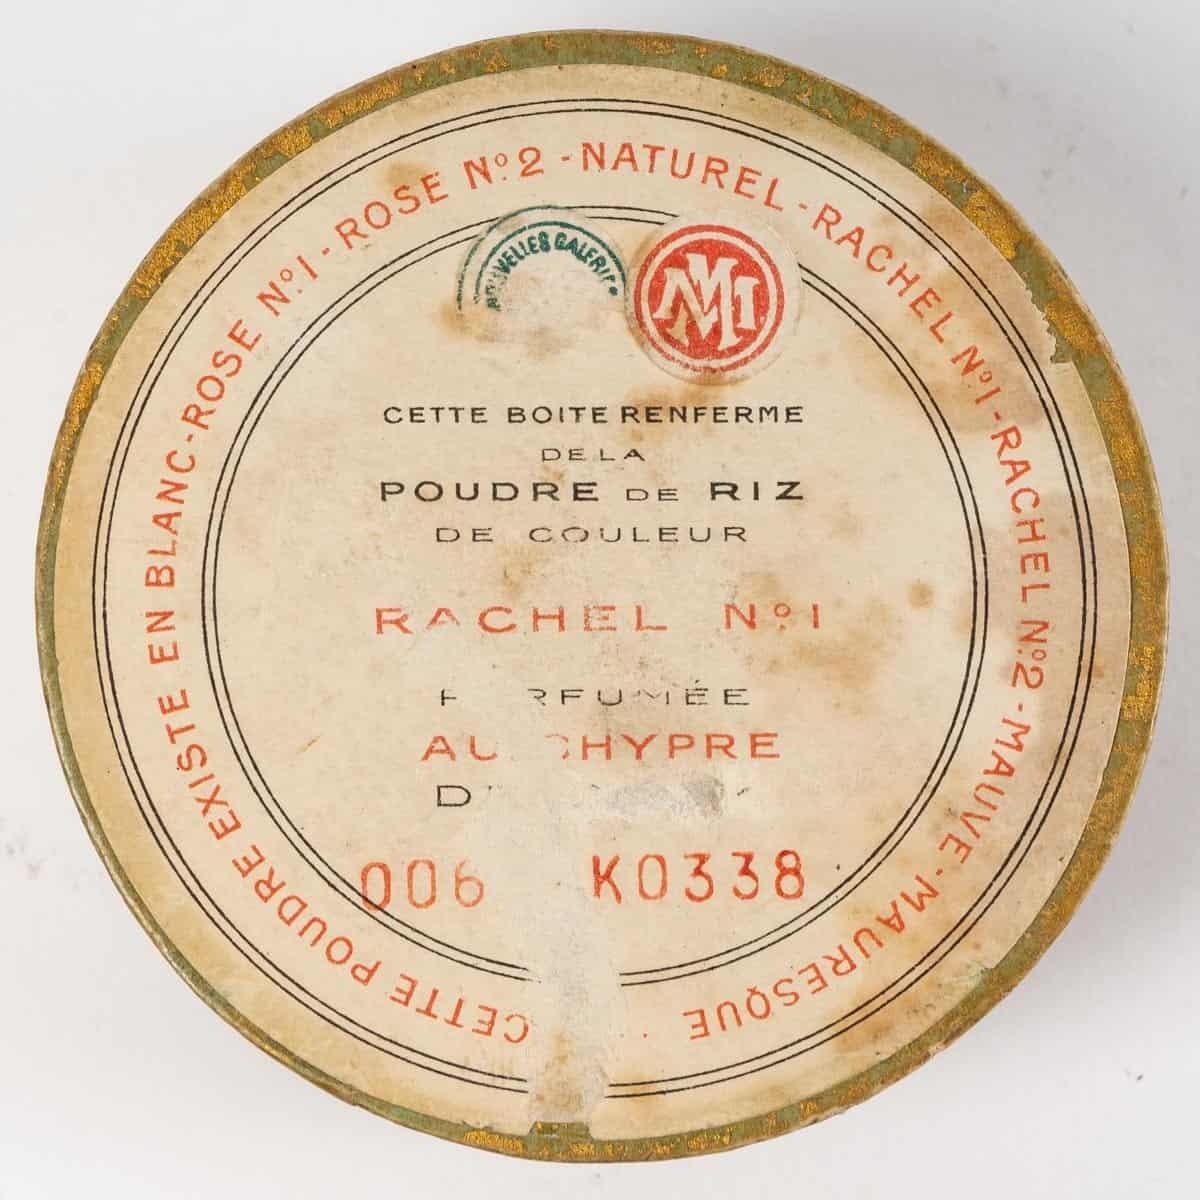 CETTE POUDRE EXISTE EN BLANC-ROSE Nº1-ROSE Nº2-NATUREL-RACHEL Nº1-RACHEL Nº2-MAUVE-MAURESQUE
NOUVELLES GALERIES
CETTE BOITE RENFERME
DE LA
POUDRE DE RIZ
DE COULEUR
RACHEL Nº1
PARFUMÉE
AU CHYPRE
006 K0338